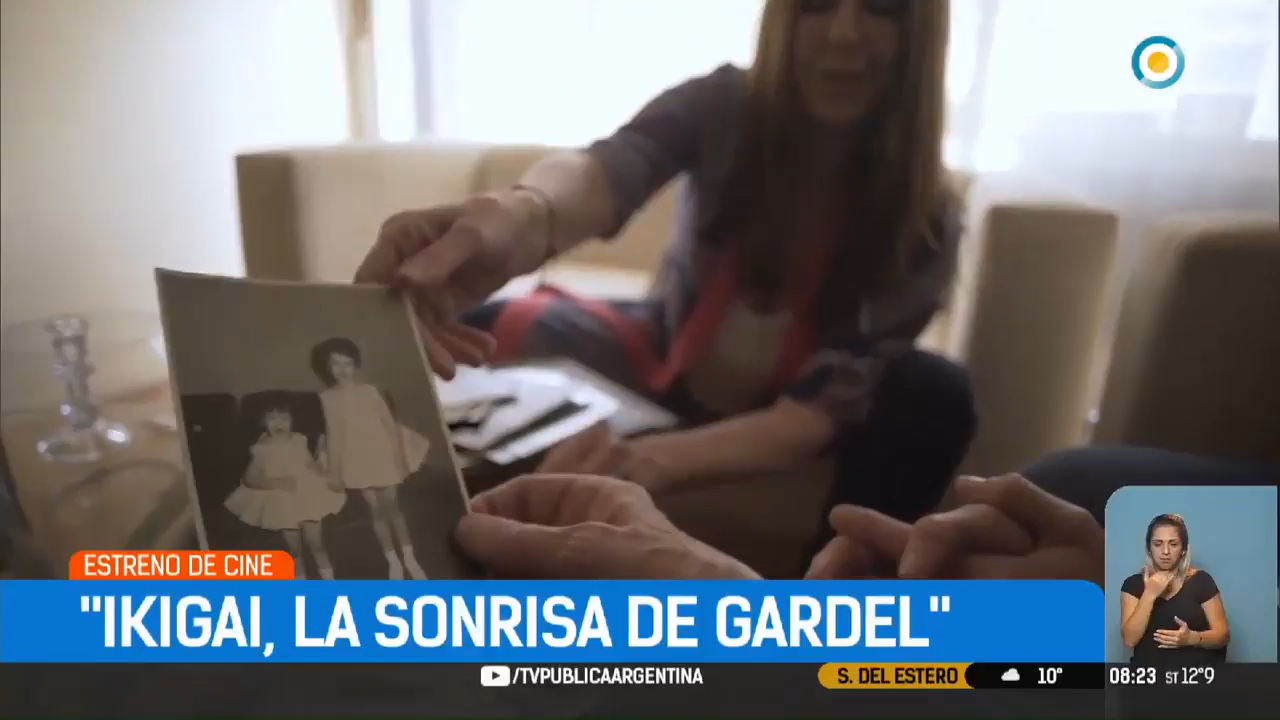 ESTRENO DE CINE
"IKIGAI, LA SONRISA DE GARDEL"
/TVPUBLICAARGENTINA
S. DEL ESTERO 10° 08:23 ST 12°9